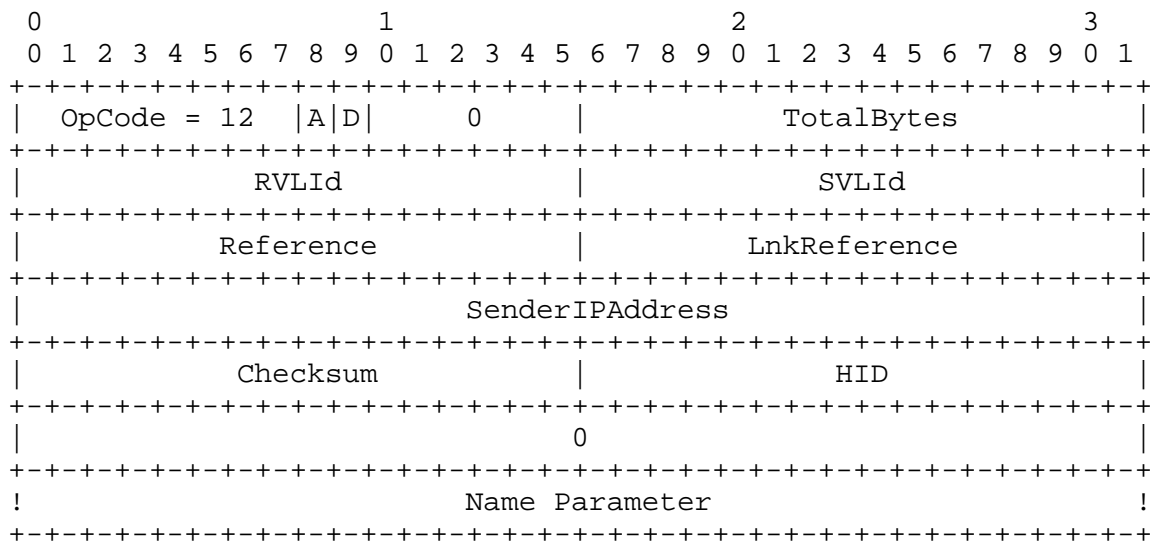 0                   1                   2                   3
 0 1 2 3 4 5 6 7 8 9 0 1 2 3 4 5 6 7 8 9 0 1 2 3 4 5 6 7 8 9 0 1
+-+-+-+-+-+-+-+-+-+-+-+-+-+-+-+-+-+-+-+-+-+-+-+-+-+-+-+-+-+-+-+-+
|  OpCode = 12  |A|D|     0     |           TotalBytes          |
+-+-+-+-+-+-+-+-+-+-+-+-+-+-+-+-+-+-+-+-+-+-+-+-+-+-+-+-+-+-+-+-+
|             RVLId             |             SVLId             |
+-+-+-+-+-+-+-+-+-+-+-+-+-+-+-+-+-+-+-+-+-+-+-+-+-+-+-+-+-+-+-+-+
|           Reference           |         LnkReference          |
+-+-+-+-+-+-+-+-+-+-+-+-+-+-+-+-+-+-+-+-+-+-+-+-+-+-+-+-+-+-+-+-+
|                         SenderIPAddress                       |
+-+-+-+-+-+-+-+-+-+-+-+-+-+-+-+-+-+-+-+-+-+-+-+-+-+-+-+-+-+-+-+-+
|            Checksum           |              HID              |
+-+-+-+-+-+-+-+-+-+-+-+-+-+-+-+-+-+-+-+-+-+-+-+-+-+-+-+-+-+-+-+-+
|                               0                               |
+-+-+-+-+-+-+-+-+-+-+-+-+-+-+-+-+-+-+-+-+-+-+-+-+-+-+-+-+-+-+-+-+
!                         Name Parameter                        !
+-+-+-+-+-+-+-+-+-+-+-+-+-+-+-+-+-+-+-+-+-+-+-+-+-+-+-+-+-+-+-+-+